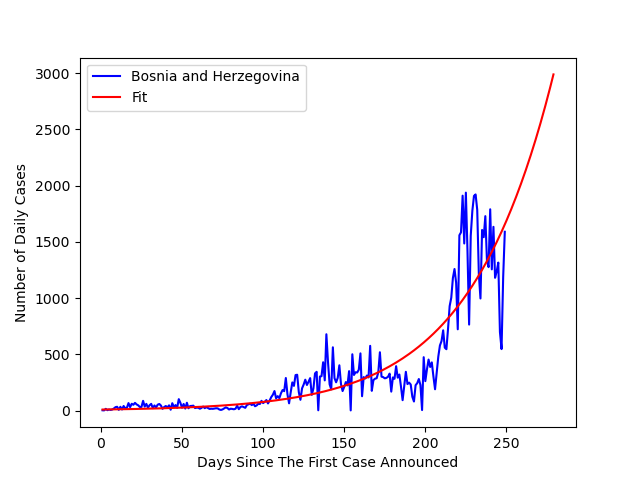 Bosnia and Herzegovina
Fit
3000
2500
2000
1500
1000
500
0
Number of Daily Cases
0 50 100 150 200 250
Days Since The First Case Announced